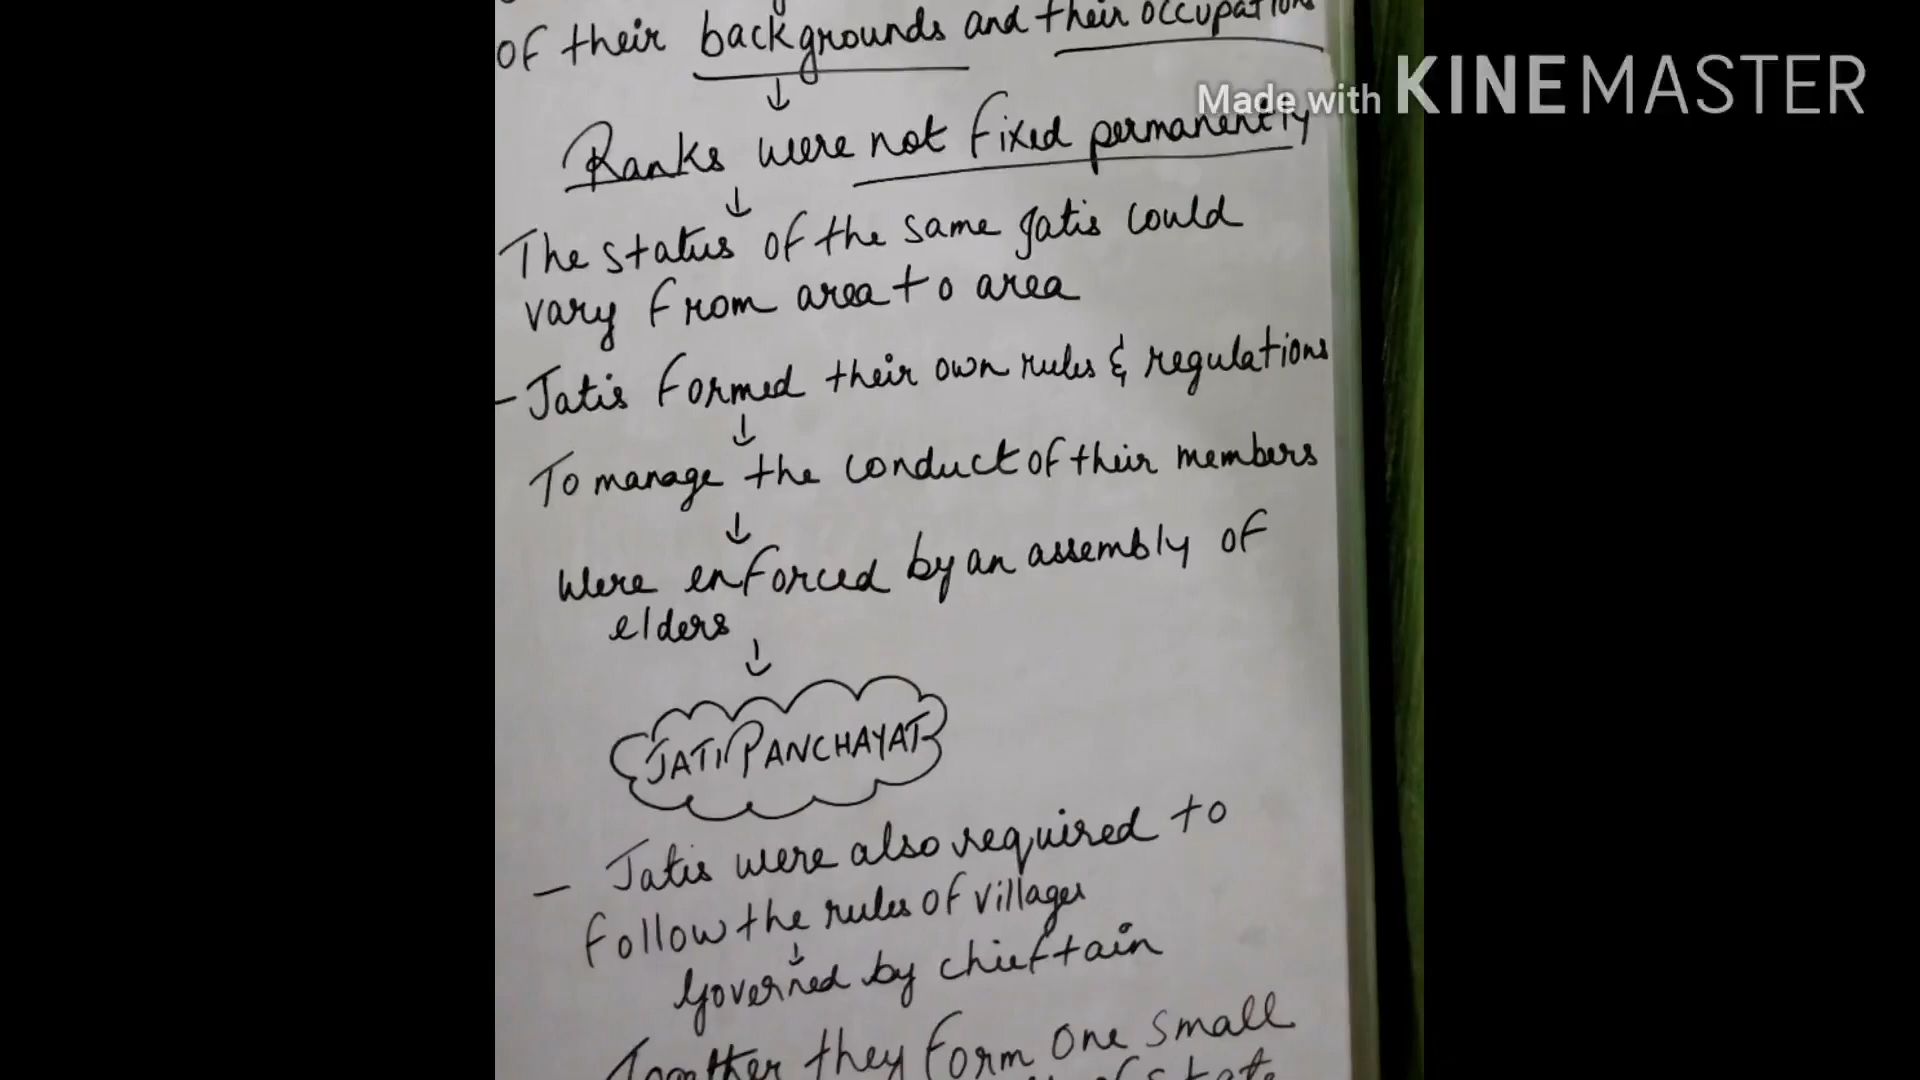 of their backgrounds and their occupations
↓
Made with KINEMASTER
Ranks were not fixed permanently
↓
The status of the same Jatis could
vary from area to area
- Jatis formed their own rules & regulations
↓
To manage the conduct of their members
↓
Were enforced by an assembly of
elders
↓
JATI PANCHAYAT
- Jatis were also required to
follow the rules of villages
↓
Governed by chieftain
Together they form one small
of state